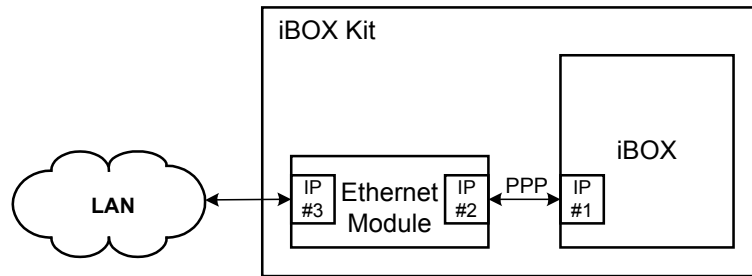 iBOX Kit
iBOX
LAN
IP
#3
Ethernet
Module
IP
#2
PPP
IP
#1